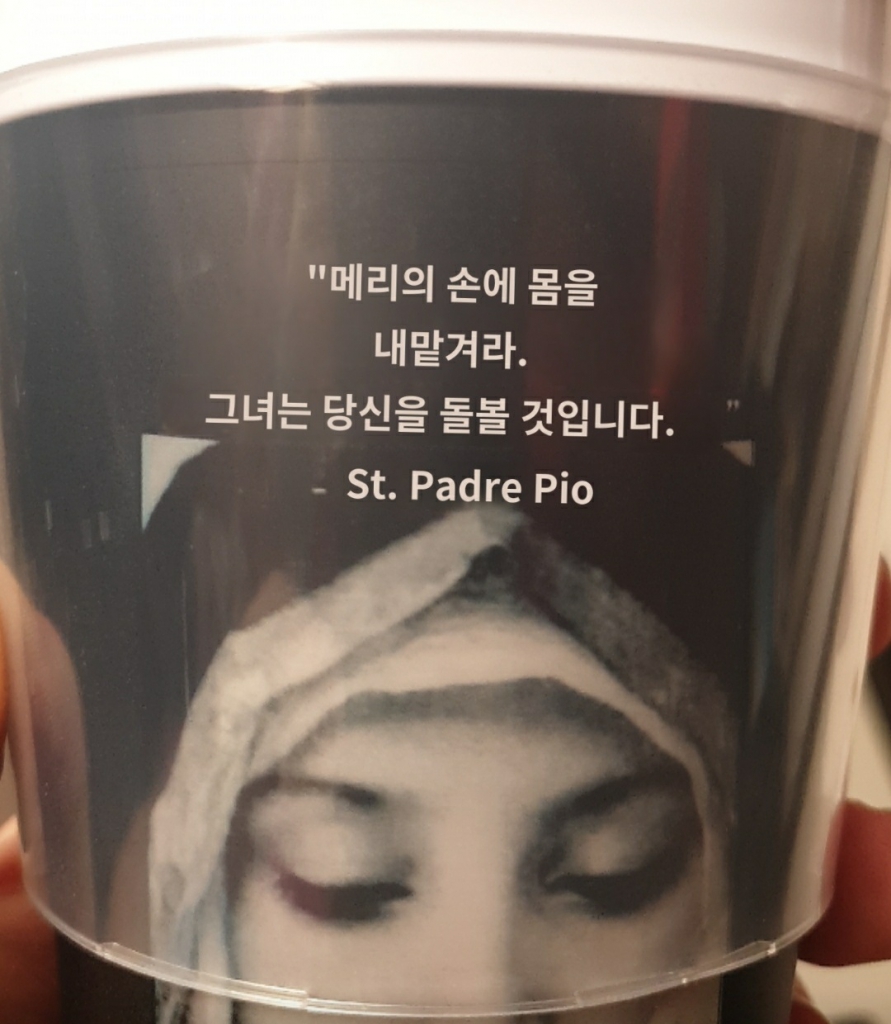 "메리의 손에 몸을
내맡겨라.
그녀는 당신을 돌볼 것입니다. "
- St. Padre Pio